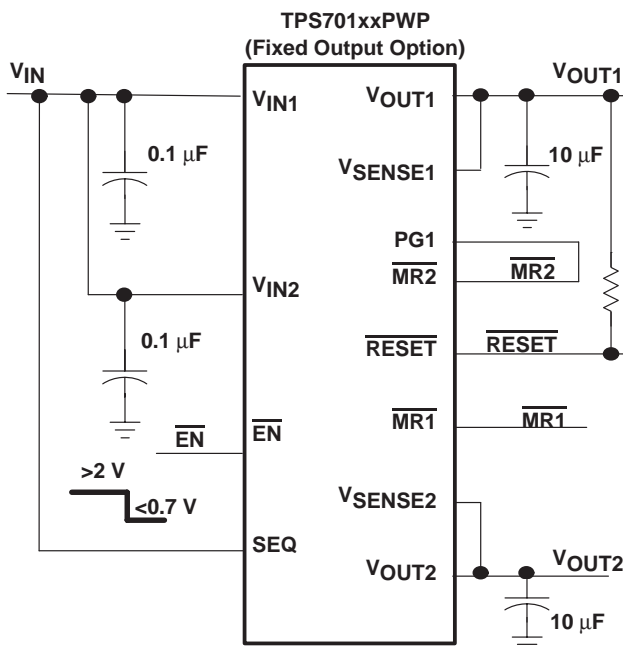 TPS701xxPWP
(Fixed Output Option)
VIN
VOUT1
VIN1
VOUT1
0.1 μF
10 μF
VSENSE1
PG1
MR2
MR2
VIN2
0.1 μF
RESET
RESET
EN
EN
MR1
MR1
>2 V
<0.7 V
VSENSE2
SEQ
VOUT2
VOUT2
10 μF